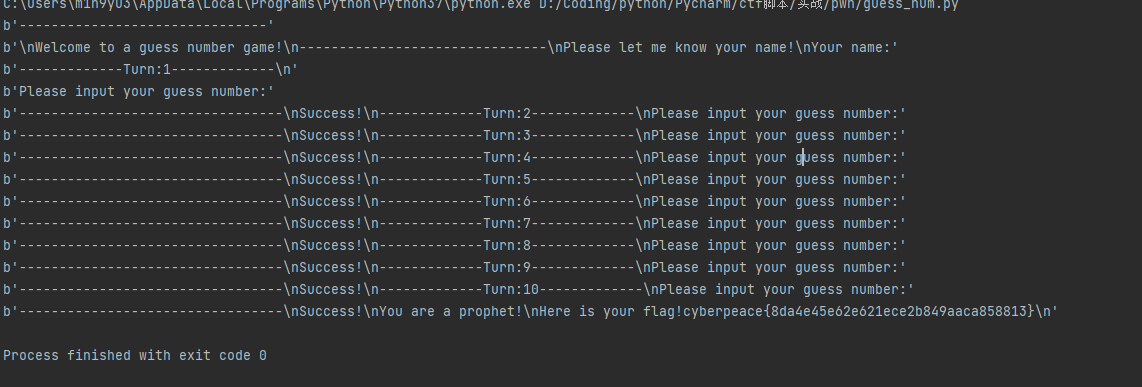 C:\Users\m1n9yu3\AppData\Local\Programs\Python\Python37\python.exe D:/Coding/python/Pycharm/ctf脚本/实战/pwn/guess_num.py
b'-------------------------------'
b'\nWelcome to a guess number game!\n-------------------------------\nPlease let me know your name!\nYour name:'
b'-------------Turn:1-------------\n'
b'Please input your guess number:'
b'---------------------------------\nSuccess!\n-------------Turn:2-------------\nPlease input your guess number:'
b'---------------------------------\nSuccess!\n-------------Turn:3-------------\nPlease input your guess number:'
b'---------------------------------\nSuccess!\n-------------Turn:4-------------\nPlease input your guess number:'
b'---------------------------------\nSuccess!\n-------------Turn:5-------------\nPlease input your guess number:'
b'---------------------------------\nSuccess!\n-------------Turn:6-------------\nPlease input your guess number:'
b'---------------------------------\nSuccess!\n-------------Turn:7-------------\nPlease input your guess number:'
b'---------------------------------\nSuccess!\n-------------Turn:8-------------\nPlease input your guess number:'
b'---------------------------------\nSuccess!\n-------------Turn:9-------------\nPlease input your guess number:'
b'---------------------------------\nSuccess!\n-------------Turn:10-------------\nPlease input your guess number:'
b'---------------------------------\nSuccess!\nYou are a prophet!\nHere is your flag!cyberpeace{8da4e45e62e621ece2b849aaca858813}\n'
Process finished with exit code 0